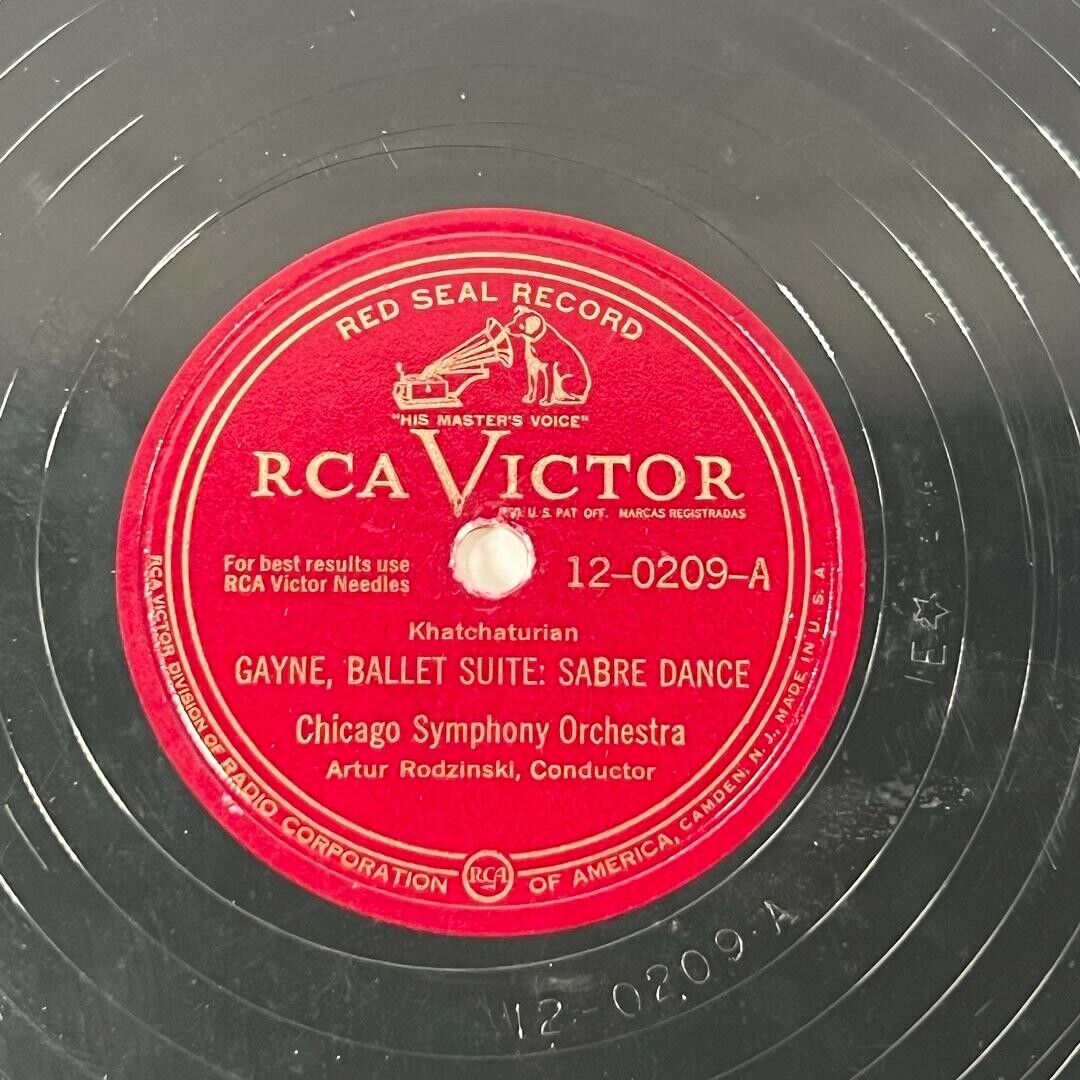 RED SEAL RECORD
"HIS MASTER'S VOICE"
RCA VICTOR
REG. U.S. PAT OFF. MARCAS REGISTRADAS
For best results use
RCA Victor Needles
12-0209-A
Khatchaturian
GAYNE, BALLET SUITE: SABRE DANCE
Chicago Symphony Orchestra
Artur Rodzinski, Conductor
RCA VICTOR DIVISION OF RADIO CORPORATION
RCA
OF AMERICA, CAMDEN, N. J., MADE IN U. S. A.
12-0209-A